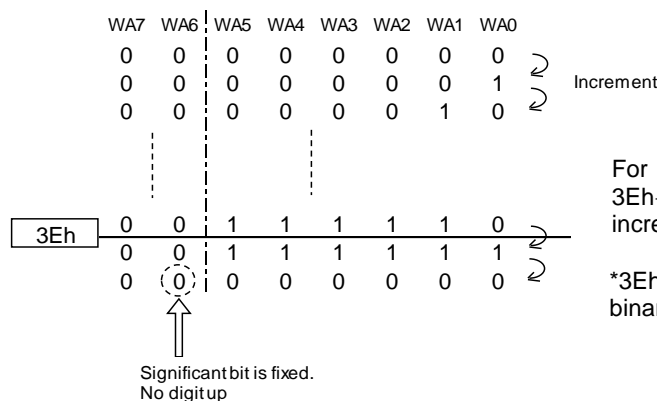 WA7 WA6 WA5 WA4 WA3 WA2 WA1 WA0
0 0 0 0 0 0 0 0
0 0 0 0 0 0 0 1
0 0 0 0 0 0 1 0
Increment
For
3Eh-
incre
3Eh
0 0 1 1 1 1 1 0
0 0 1 1 1 1 1 1
0 0 0 0 0 0 0 0
*3Eh
binar
Significant bit is fixed.
No digit up